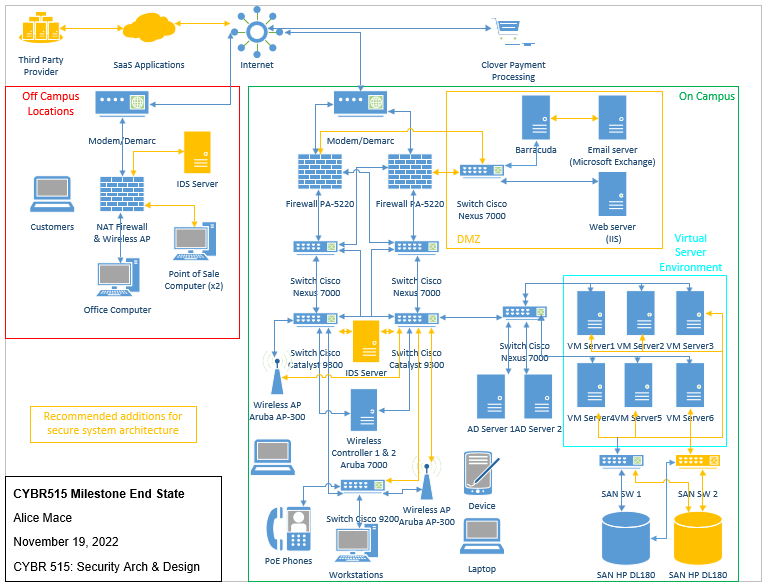 Third Party
Provider
SaaS Applications
Internet
Clover Payment
Processing
Off Campus
Locations
Modem/Demarc
IDS Server
Customers
NAT Firewall
& Wireless AP
Point of Sale
Computer (x2)
Office Computer
On Campus
Modem/Demarc
Barracuda
Email server
(Microsoft Exchange)
Firewall PA-5220
Firewall PA-5220
Switch Cisco
Nexus 7000
Web server
(IIS)
DMZ
Virtual
Server
Environment
Switch Cisco
Nexus 7000
Switch Cisco
Nexus 7000
Switch Cisco
Catalyst 9300
IDS Server
Switch Cisco
Catalyst 9300
Switch Cisco
Nexus 7000
VM Server1
VM Server2
VM Server3
Wireless AP
Aruba AP-300
AD Server 1
AD Server 2
VM Server4
VM Server5
VM Server6
Wireless
Controller 1 & 2
Aruba 7000
Recommended additions for
secure system architecture
SAN SW 1
SAN SW 2
Switch Cisco 9200
Wireless AP
Aruba AP-300
Device
PoE Phones
Workstations
Laptop
SAN HP DL180
SAN HP DL180
CYBR515 Milestone End State
Alice Mace
November 19, 2022
CYBR 515: Security Arch & Design